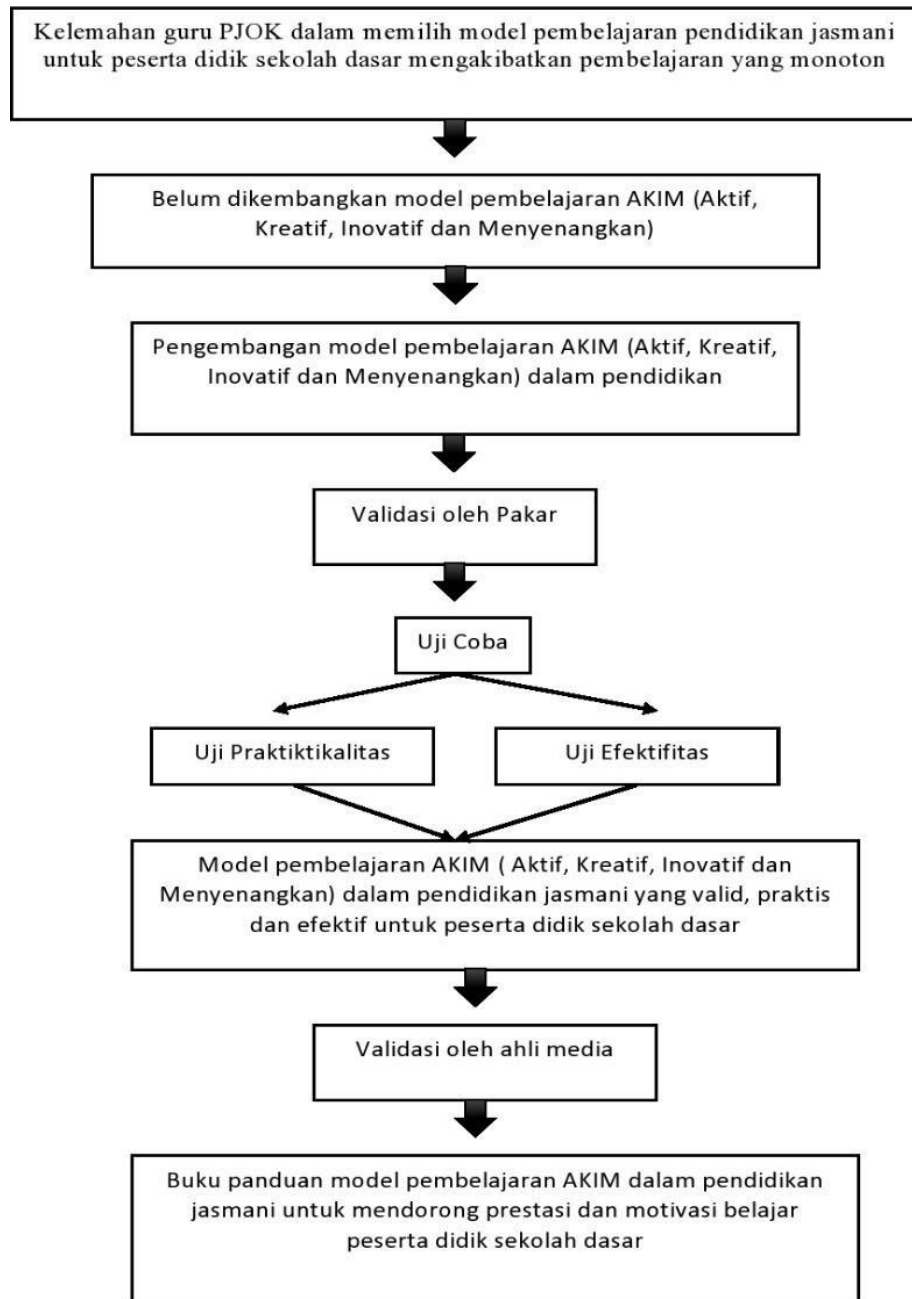 Kelemahan guru PJOK dalam memilih model pembelajaran pendidikan jasmani
untuk peserta didik sekolah dasar mengakibatkan pembelajaran yang monoton
Belum dikembangkan model pembelajaran AKIM (Aktif,
Kreatif, Inovatif dan Menyenangkan)
Pengembangan model pembelajaran AKIM (Aktif, Kreatif,
Inovatif dan Menyenangkan) dalam pendidikan
Validasi oleh Pakar
Uji Coba
Uji Praktiktikalitas
Uji Efektifitas
Model pembelajaran AKIM ( Aktif, Kreatif, Inovatif dan
Menyenangkan) dalam pendidikan jasmani yang valid, praktis
dan efektif untuk peserta didik sekolah dasar
Validasi oleh ahli media
Buku panduan model pembelajaran AKIM dalam pendidikan
jasmani untuk mendorong prestasi dan motivasi belajar
peserta didik sekolah dasar